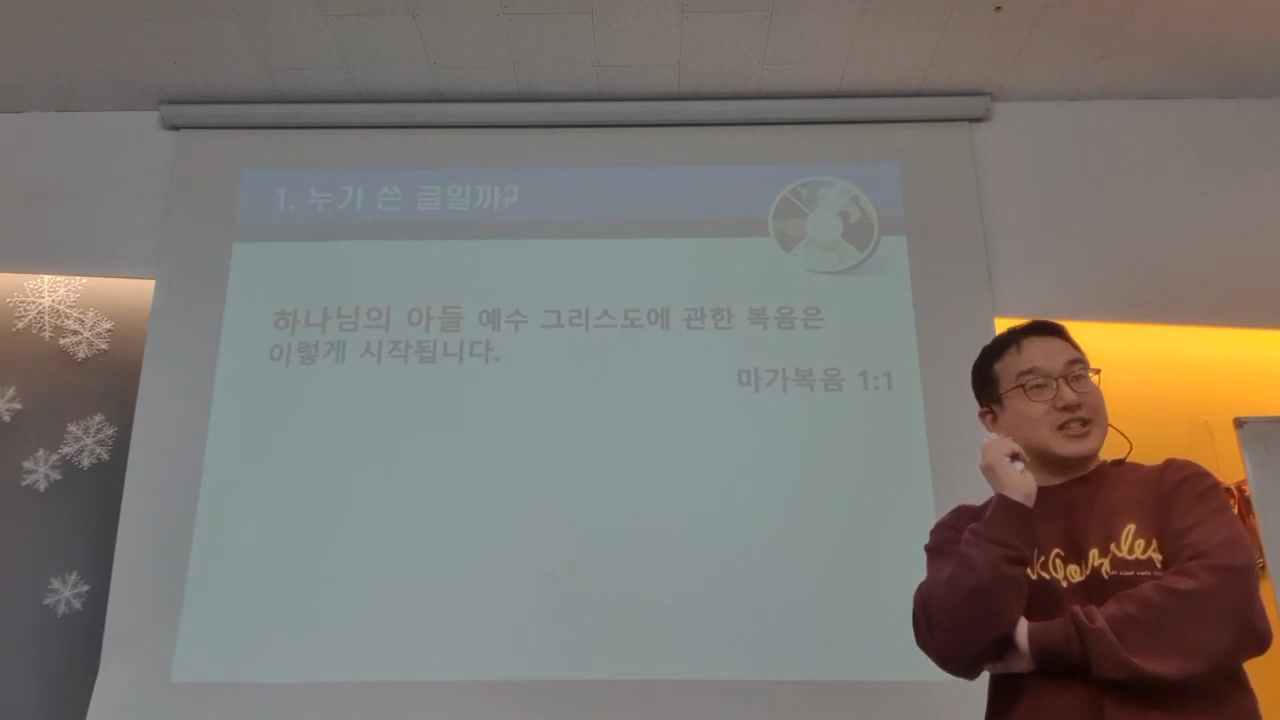 1. 누가 쓴 글일까?
하나님의 아들 예수 그리스도에 관한 복음은
이렇게 시작됩니다.
마가복음 1:1